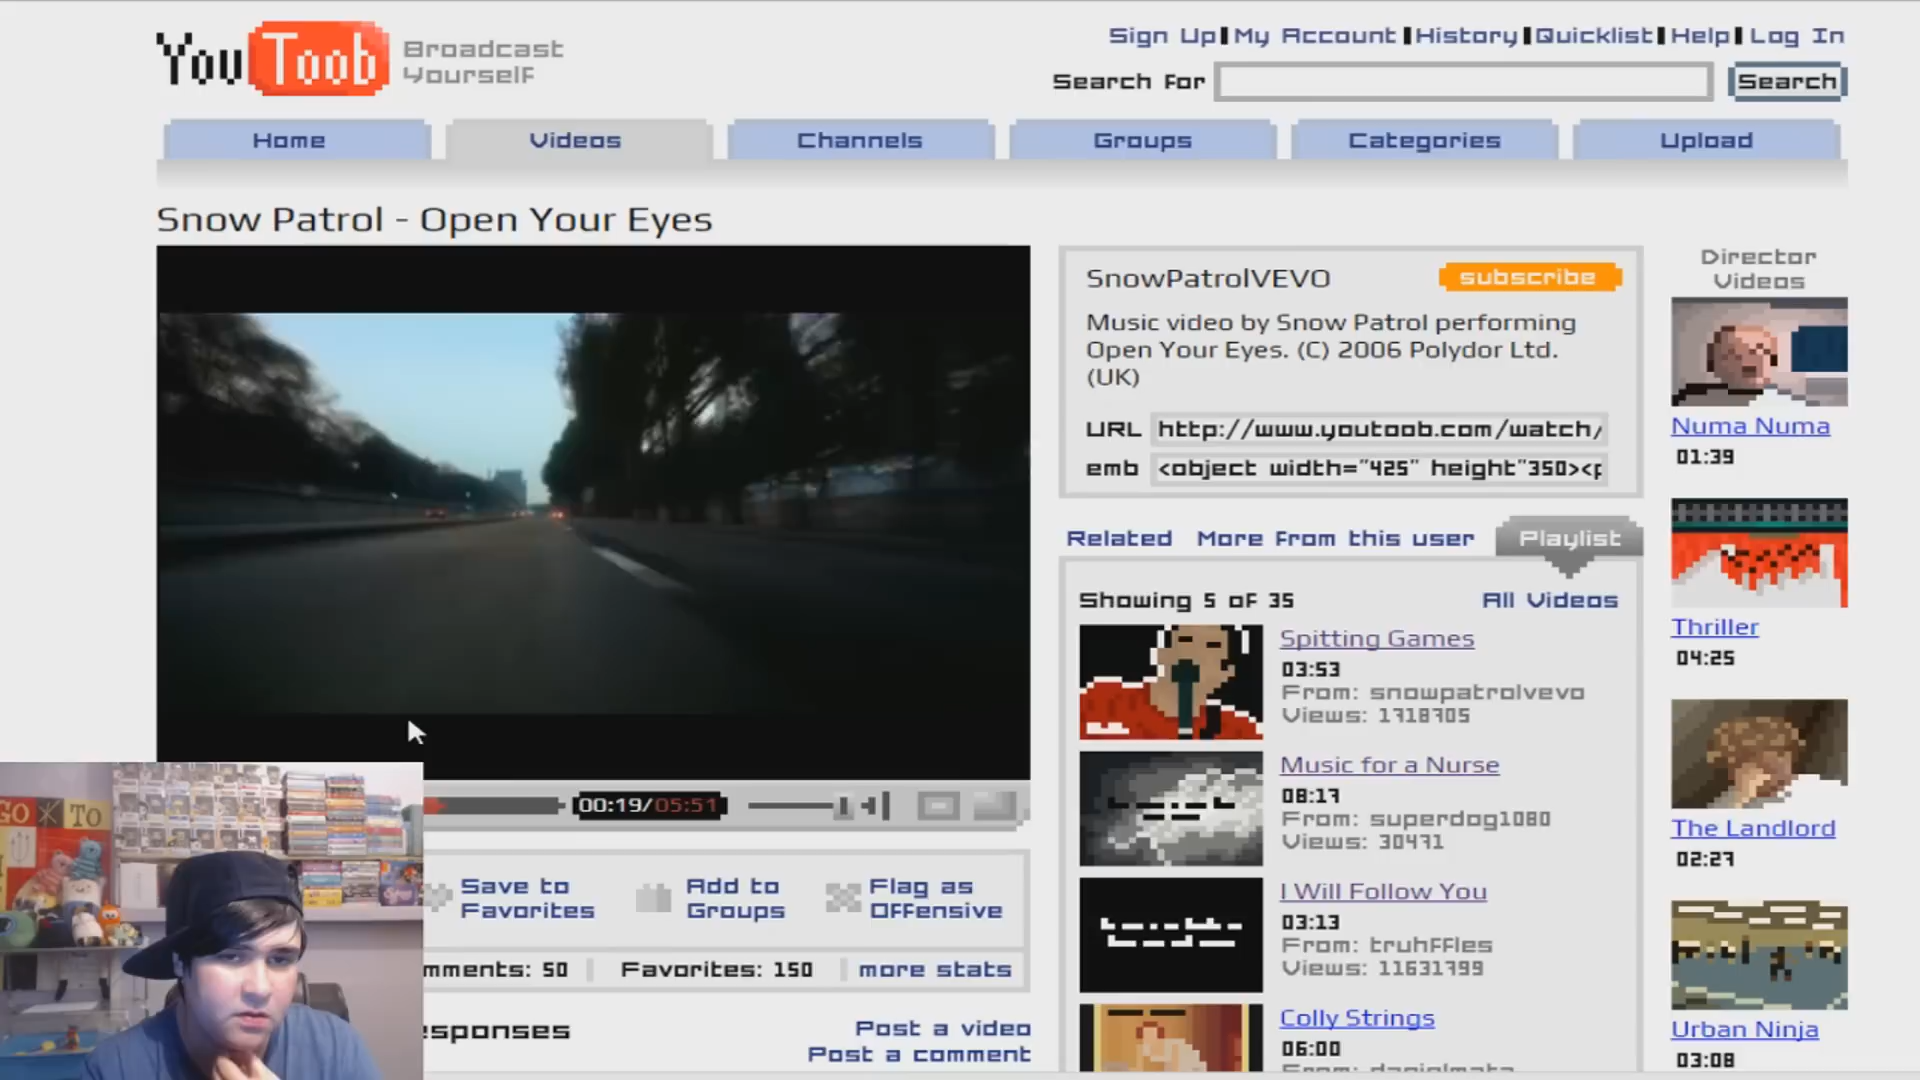 YouToob
Broadcast
Yourself
Sign Up My Account History Quicklist Help Log In
Search for
Search
Home
Videos
Channels
Groups
Categories
Upload
Snow Patrol - Open Your Eyes
SnowPatrolVEVO
subscribe
Music video by Snow Patrol performing
Open Your Eyes. (C) 2006 Polydor Ltd.
(UK)
URL http://www.youtoob.com/watch/
emb <object width="425" height"350><p
Related
More from this user
Playlist
Showing 5 of 35
All Videos
Spitting Games
03:53
From: snowpatrolvevo
Views: 1718705
Music for a Nurse
08:17
From: superdog1080
Views: 30471
I Will Follow You
03:13
From: truhffles
Views: 11631799
Colly Strings
06:00
Director
Videos
Numa Numa
01:39
Thriller
04:25
The Landlord
02:27
Urban Ninja
03:08
00:19/05:51
Save to
Favorites
Add to
Groups
Flag as
Offensive
mments: 50
Favorites: 150
more stats
esponses
Post a video
Post a comment
GO TO